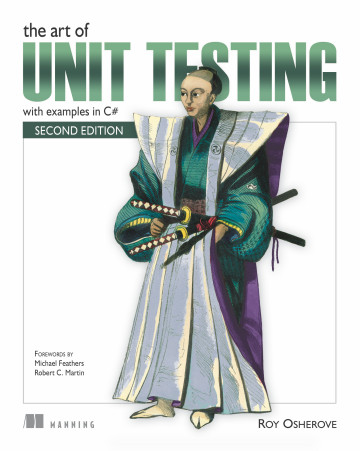 the art of
UNIT TESTING
with examples in C#
SECOND EDITION
FOREWORDS BY
Michael Feathers
Robert C. Martin
MANNING
ROY OSHEROVE